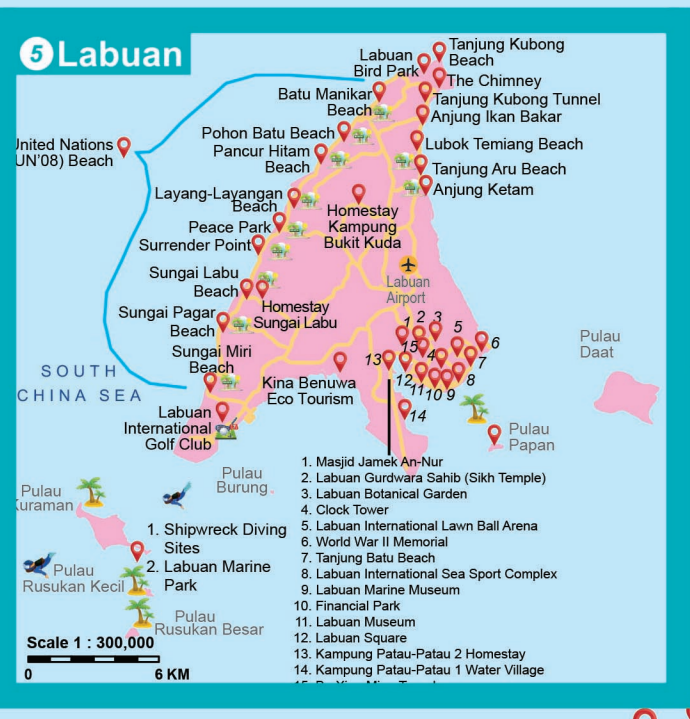 5 Labuan
Tanjung Kubong
Beach
Labuan
Bird Park
The Chimney
Batu Manikar
Beach
Tanjung Kubong Tunnel
Anjung Ikan Bakar
Pohon Batu Beach
United Nations
(UN'08) Beach
Pancur Hitam
Beach
Lubok Temiang Beach
Tanjung Aru Beach
Anjung Ketam
Layang-Layangan
Beach
Homestay
Kampung
Bukit Kuda
Peace Park
Surrender Point
Sungai Labu
Beach
Homestay
Sungai Labu
Labuan
Airport
Sungai Pagar
Beach
1 2 3
5 6
15 4 7
13
12 11 10 9 8
14
Pulau
Daat
Sungai Miri
Beach
SOUTH
CHINA SEA
Kina Benuwa
Eco Tourism
Labuan
International
Golf Club
Pulau
Papan
Pulau
Burung
Pulau
Kuraman
1. Shipwreck Diving
Sites
2. Labuan Marine
Park
Pulau
Rusukan Kecil
Pulau
Rusukan Besar
1. Masjid Jamek An-Nur
2. Labuan Gurdwara Sahib (Sikh Temple)
3. Labuan Botanical Garden
4. Clock Tower
5. Labuan International Lawn Ball Arena
6. World War II Memorial
7. Tanjung Batu Beach
8. Labuan International Sea Sport Complex
9. Labuan Marine Museum
10. Financial Park
11. Labuan Museum
12. Labuan Square
13. Kampung Patau-Patau 2 Homestay
14. Kampung Patau-Patau 1 Water Village
Scale 1 : 300,000
0 6 KM